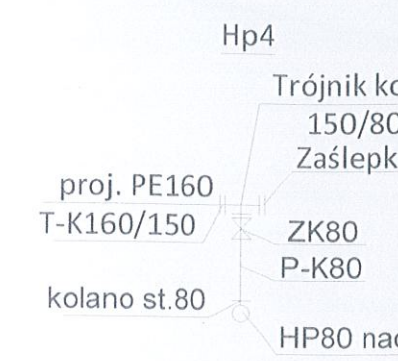 Hp4
Trójnik ko
150/80
Zaślepk
proj. PE160
T-K160/150
ZK80
P-K80
kolano st.80
HP80 nad